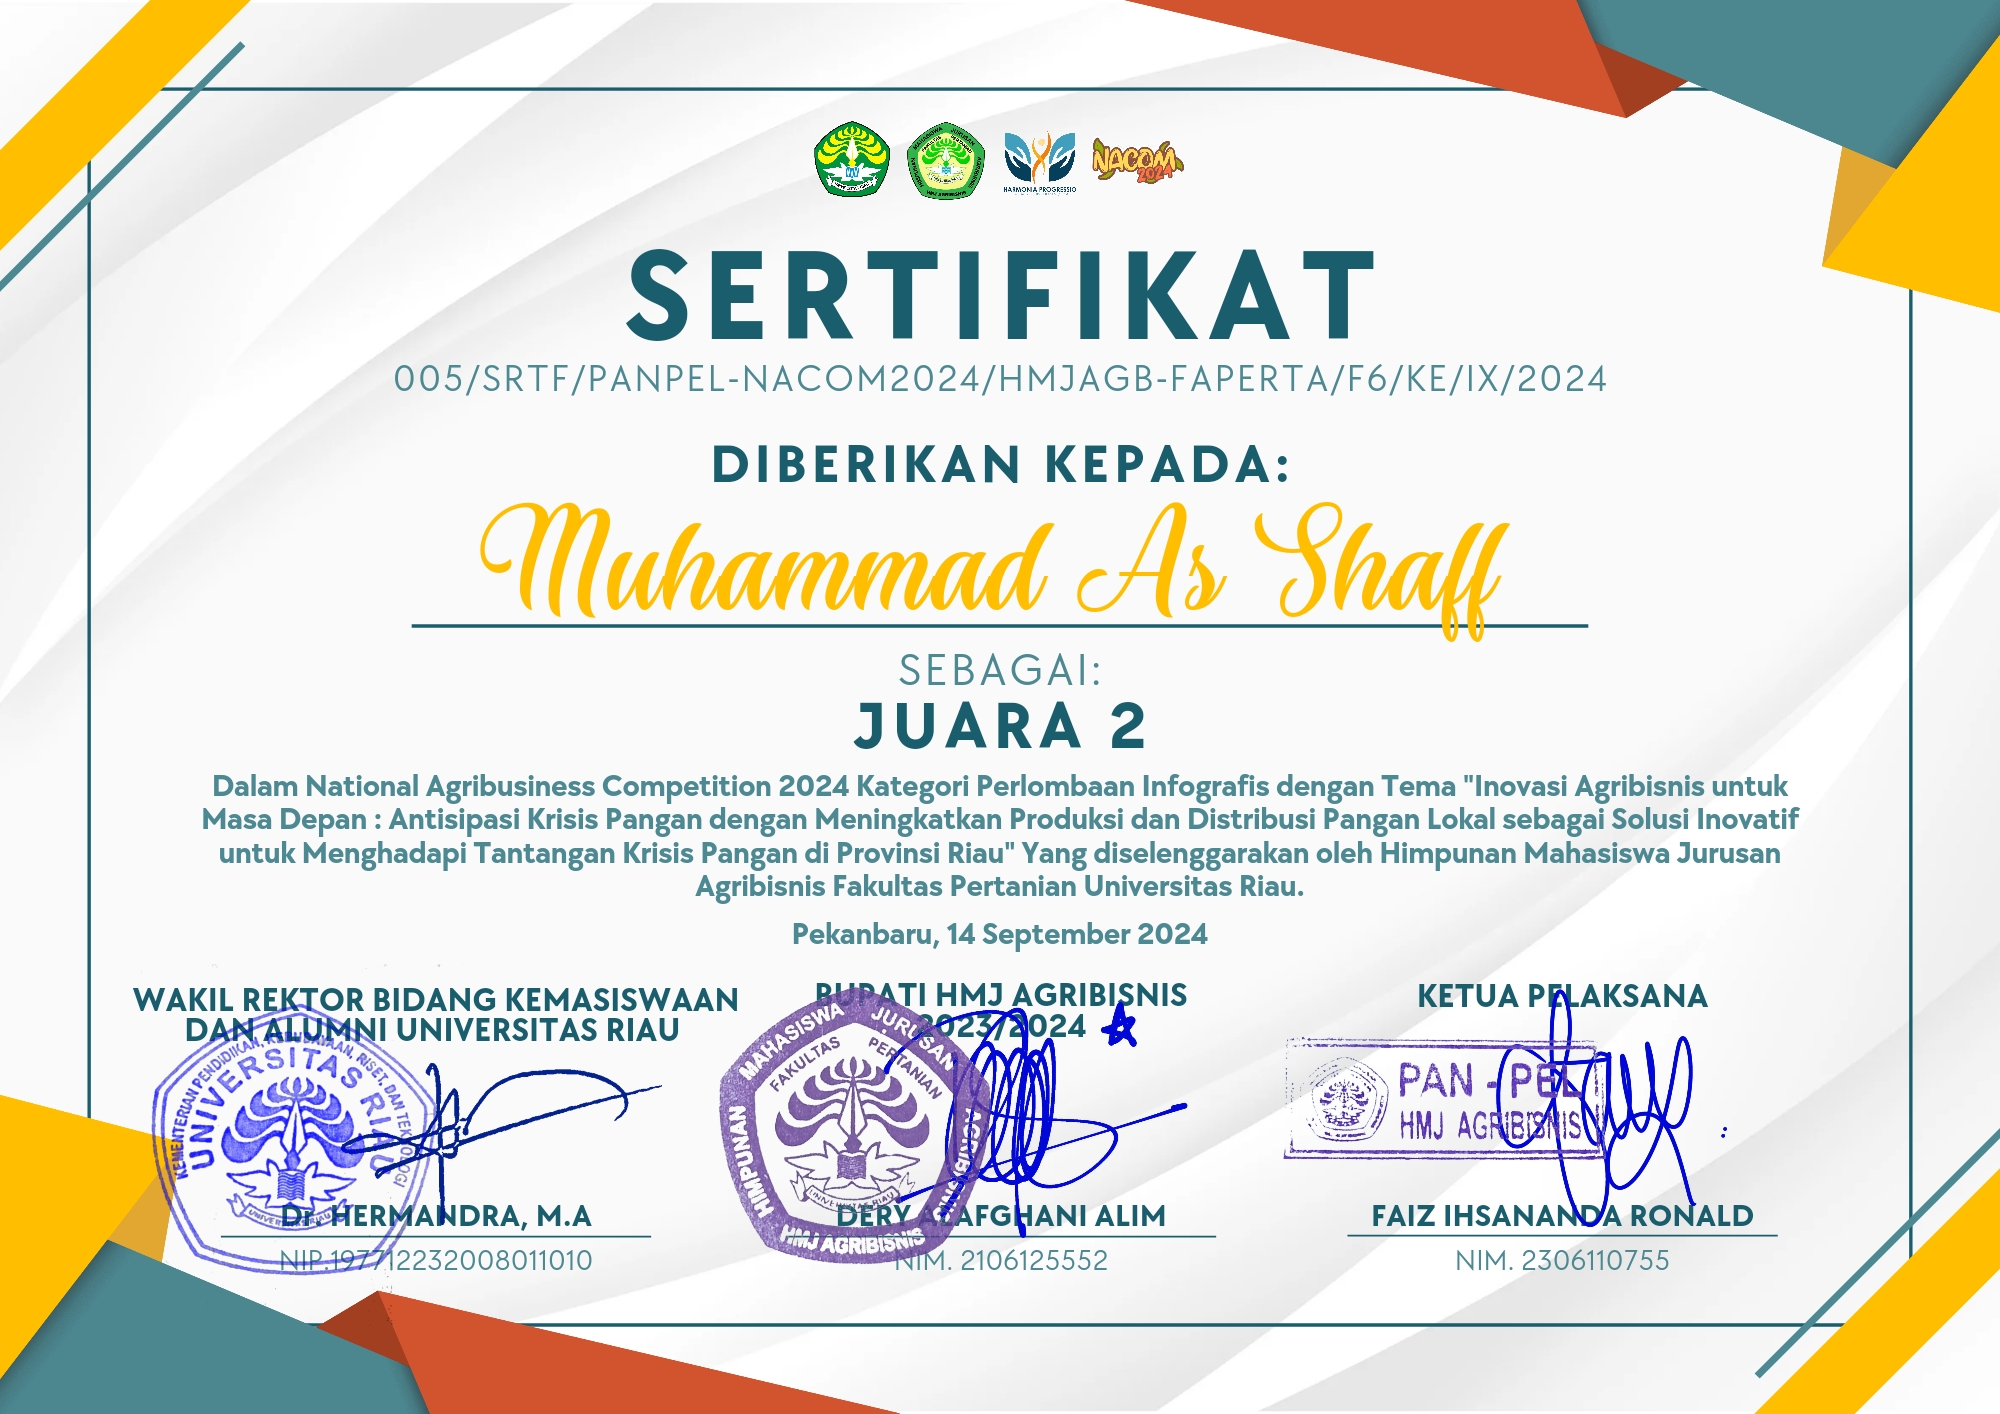 HARMONIA PROGRESSIO
NACOM
2024
SERTIFIKAT
005/SRTF/PANPEL-NACOM2024/HMJAGB-FAPERTA/F6/KE/IX/2024
DIBERIKAN KEPADA:
Muhammad As Shaff
SEBAGAI:
JUARA 2
Dalam National Agribusiness Competition 2024 Kategori Perlombaan Infografis dengan Tema "Inovasi Agribisnis untuk
Masa Depan : Antisipasi Krisis Pangan dengan Meningkatkan Produksi dan Distribusi Pangan Lokal sebagai Solusi Inovatif
untuk Menghadapi Tantangan Krisis Pangan di Provinsi Riau" Yang diselenggarakan oleh Himpunan Mahasiswa Jurusan
Agribisnis Fakultas Pertanian Universitas Riau.
Pekanbaru, 14 September 2024
WAKIL REKTOR BIDANG KEMASISWAAN
DAN ALUMNI UNIVERSITAS RIAU
KEMENTERIAN PENDIDIKAN, KEBUDAYAAN, RISET, DAN TEKNOLOGI
UNIVERSITAS RIAU
UNIVERSITAS RIAU
Dr. HERMANDRA, M.A
NIP.197712232008011010
BUPATI HMJ AGRIBISNIS
2023/2024
HIMPUNAN MAHASISWA JURUSAN AGRIBISNIS
FAKULTAS PERTANIAN
UNIVERSITAS RIAU
HMJ AGRIBISNIS
DERY ALAFGHANI ALIM
NIM. 2106125552
KETUA PELAKSANA
PAN - PEL
HMJ AGRIBISNIS
FAIZ IHSANANDA RONALD
NIM. 2306110755